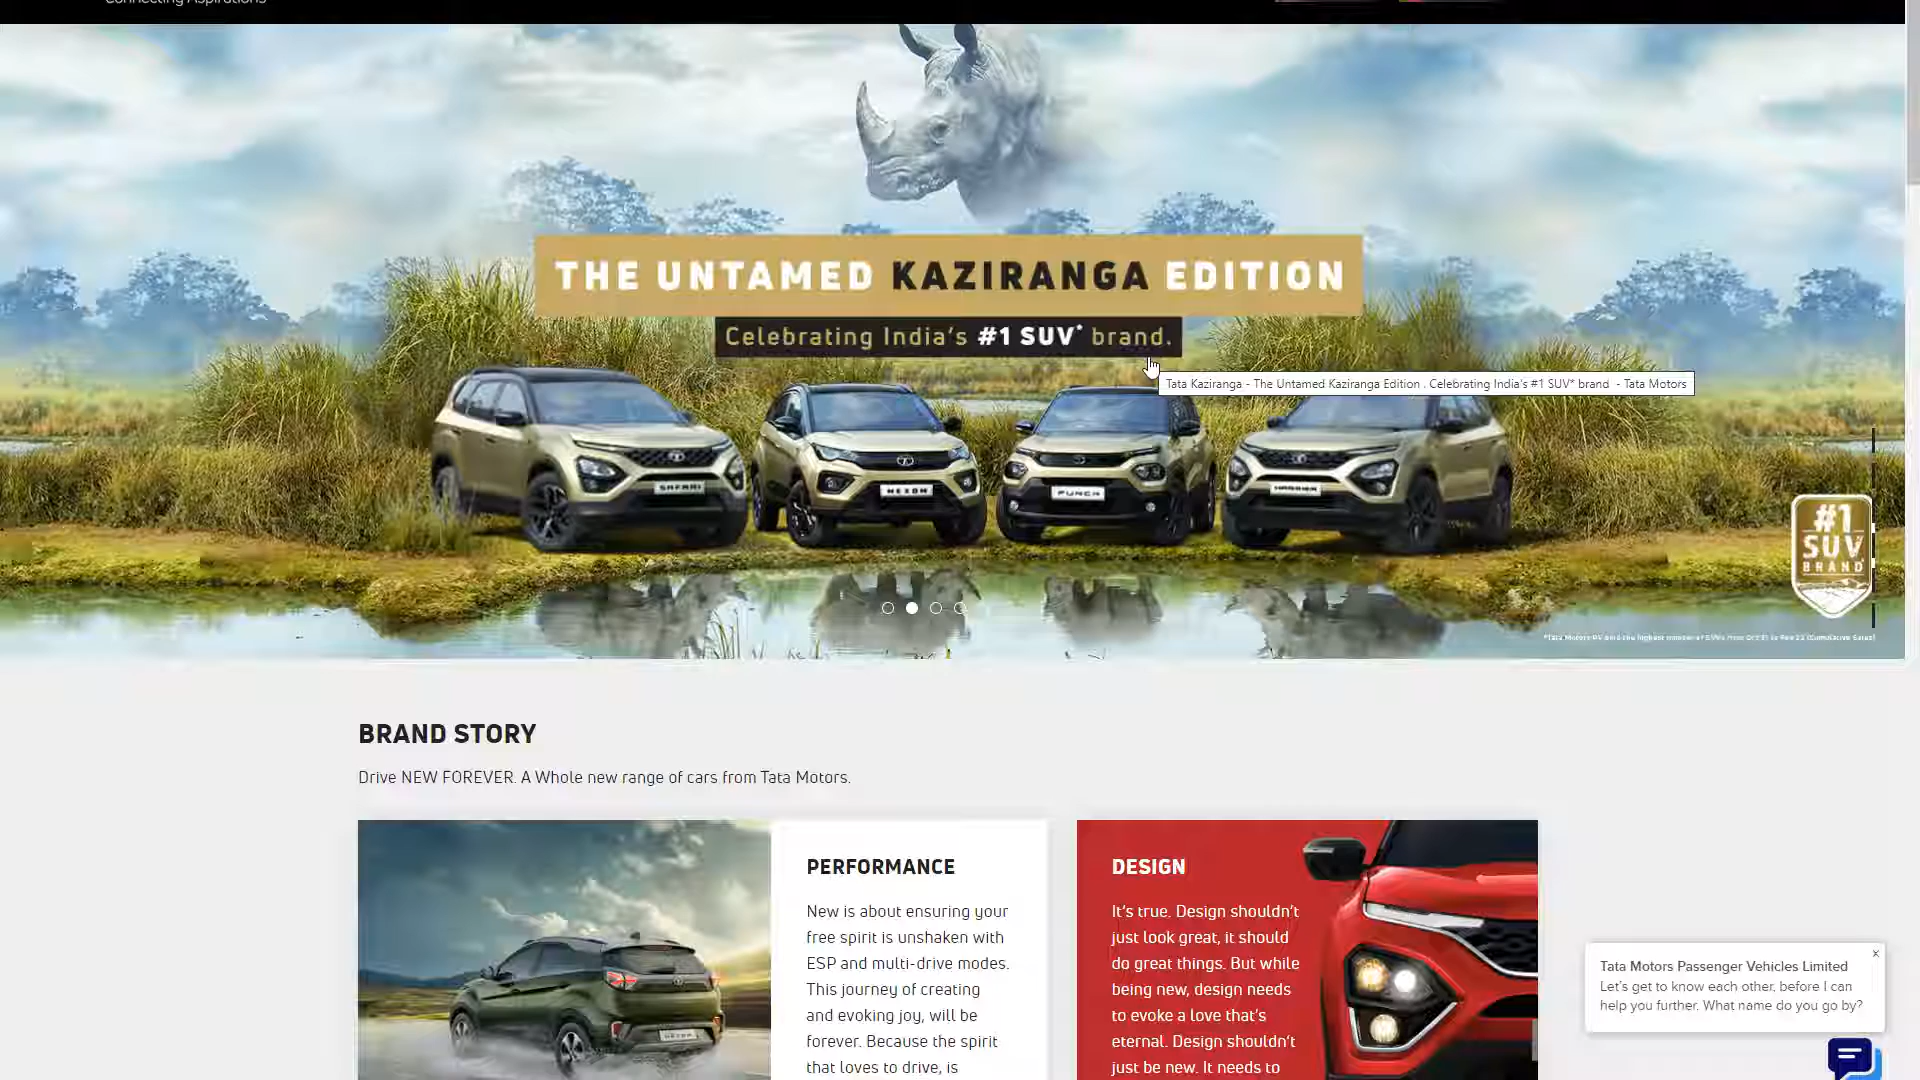 Connecting Aspirations
THE UNTAMED KAZIRANGA EDITION
Celebrating India's #1 SUV* brand.
Tata Kaziranga - The Untamed Kaziranga Edition . Celebrating India's #1 SUV* brand - Tata Motors
SAFARI
NEXON
PUNCH
HARRIER
#1
SUV
BRAND
BRAND STORY
Drive NEW FOREVER. A Whole new range of cars from Tata Motors.
PERFORMANCE
New is about ensuring your
free spirit is unshaken with
ESP and multi-drive modes.
This journey of creating
and evoking joy, will be
forever. Because the spirit
that loves to drive, is
NEXON
DESIGN
It's true. Design shouldn't
just look great, it should
do great things. But while
being new, design needs
to evoke a love that's
eternal. Design shouldn't
just be new. It needs to
Tata Motors Passenger Vehicles Limited
Let's get to know each other, before I can
help you further. What name do you go by?